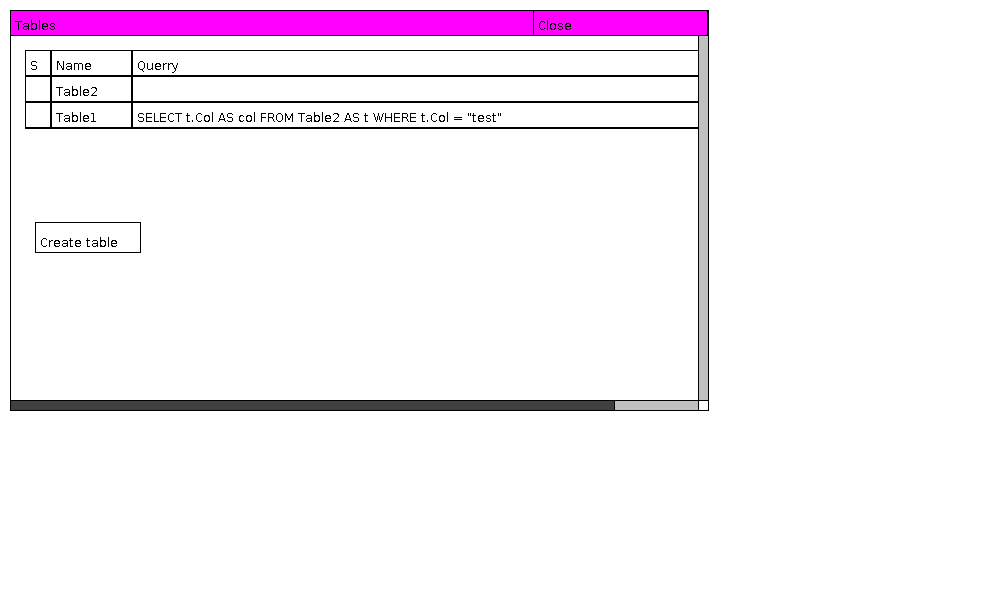 Tables Close
S Name Querry
Table2
Table1 SELECT t.Col AS col FROM Table2 AS t WHERE t.Col = "test"
Create table